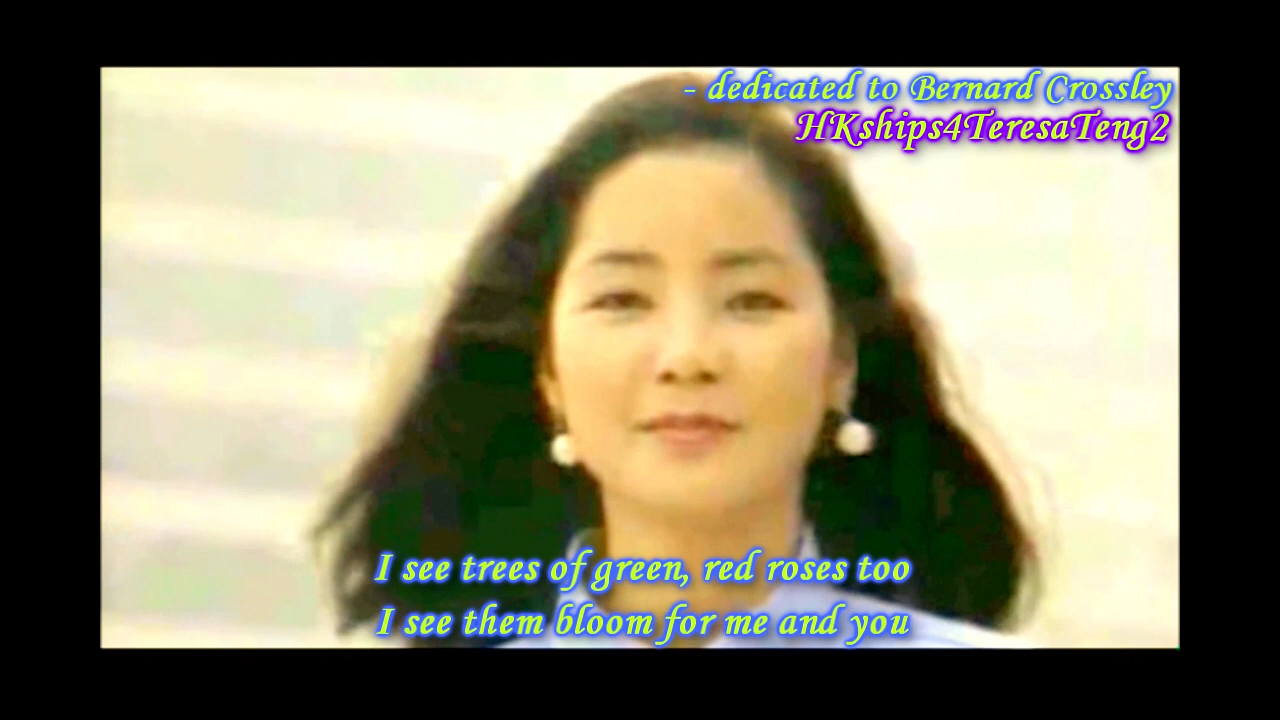 - dedicated to Bernard Crossley
HKships4TeresaTeng2
I see trees of green, red roses too
I see them bloom for me and you